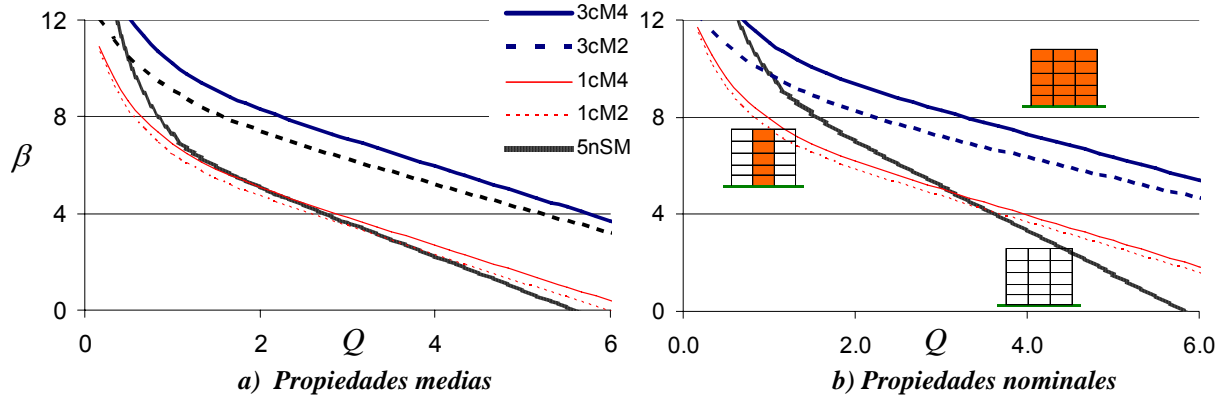 12
8
β
4
0
0
2
Q
4
6
3cM4
3cM2
1cM4
1cM2
5nSM
a) Propiedades medias
12
8
4
0
0.0
2.0
Q
4.0
6.0
b) Propiedades nominales